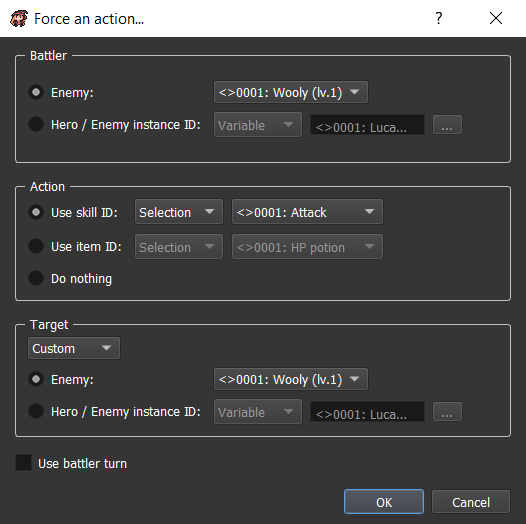 Force an action...
?
Battler
Enemy: <>0001: Wooly (lv.1)
Hero / Enemy instance ID: Variable <>0001: Luca... ...
Action
Use skill ID: Selection <>0001: Attack
Use item ID: Selection <>0001: HP potion
Do nothing
Target
Custom
Enemy: <>0001: Wooly (lv.1)
Hero / Enemy instance ID: Variable <>0001: Luca... ...
Use battler turn
OK Cancel